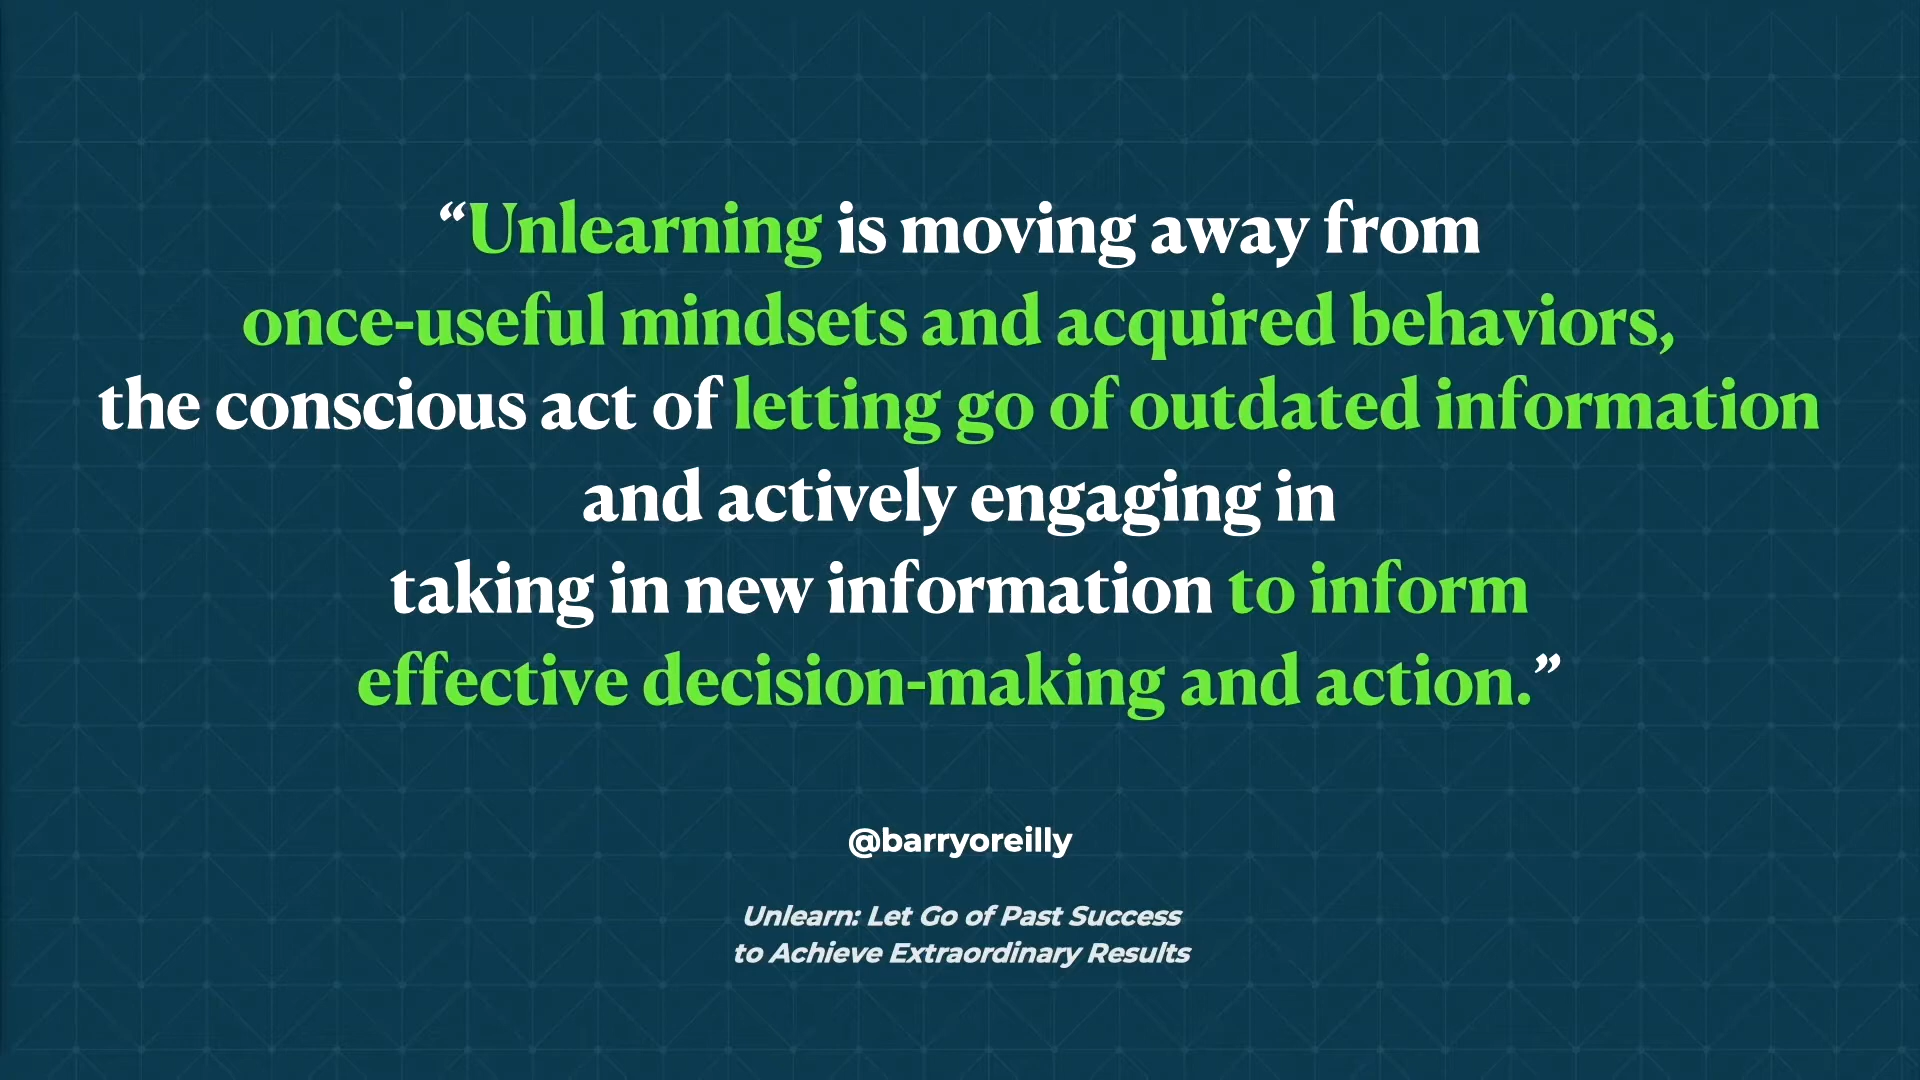 “Unlearning is moving away from
once-useful mindsets and acquired behaviors,
the conscious act of letting go of outdated information
and actively engaging in
taking in new information to inform
effective decision-making and action.”
@barryoreilly
Unlearn: Let Go of Past Success
to Achieve Extraordinary Results